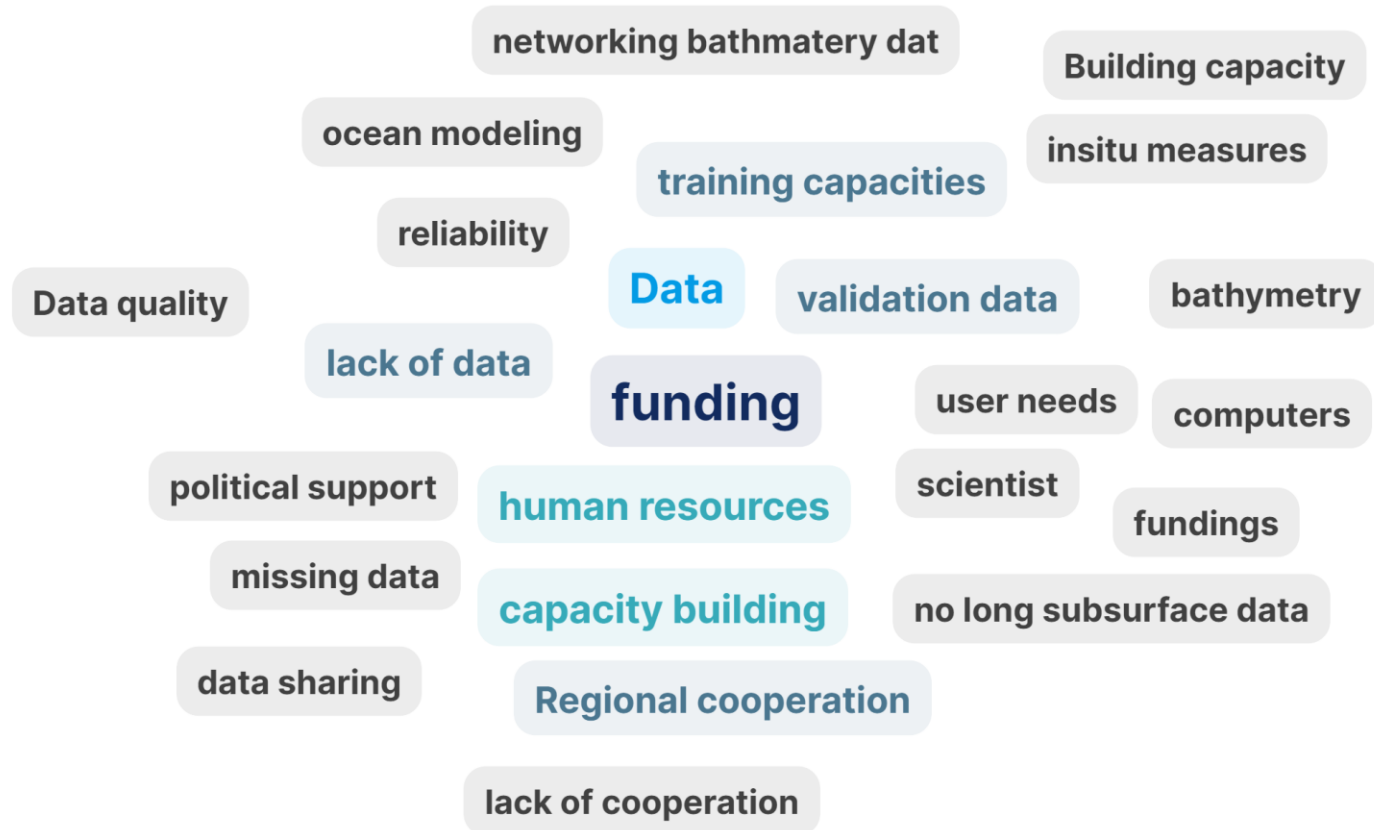 networking bathmatery dat
Building capacity
ocean modeling
insitu measures
training capacities
reliability
Data
validation data
bathymetry
Data quality
lack of data
funding
user needs
computers
political support
human resources
scientist
fundings
missing data
capacity building
no long subsurface data
data sharing
Regional cooperation
lack of cooperation